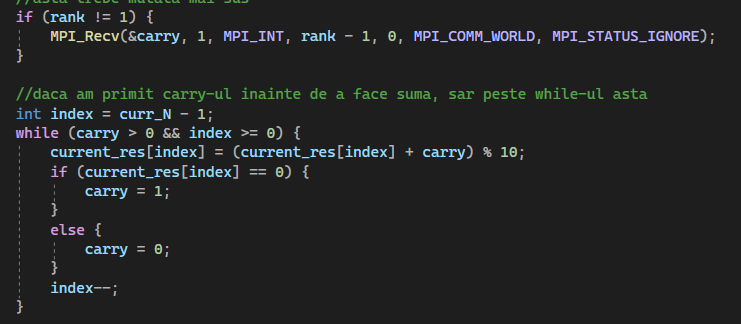 //asta trebe mutata mai sus
if (rank != 1) {
    MPI_Recv(&carry, 1, MPI_INT, rank - 1, 0, MPI_COMM_WORLD, MPI_STATUS_IGNORE);
}
//daca am primit carry-ul inainte de a face suma, sar peste while-ul asta
int index = curr_N - 1;
while (carry > 0 && index >= 0) {
    current_res[index] = (current_res[index] + carry) % 10;
    if (current_res[index] == 0) {
        carry = 1;
    }
    else {
        carry = 0;
    }
    index--;
}